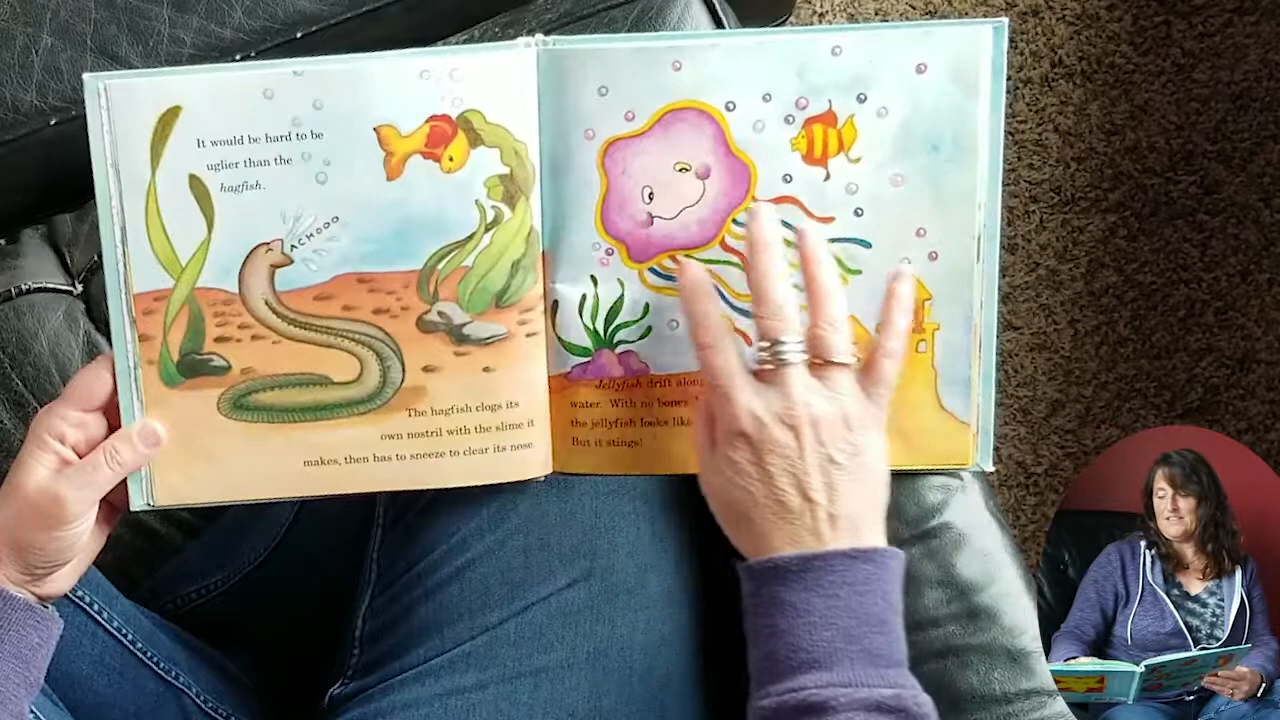 It would be hard to be
uglier than the
hagfish.
ACHOOO
The hagfish clogs its
own nostril with the slime it
makes, then has to sneeze to clear its nose.
Jellyfish drift along
water. With no bones
the jellyfish looks like
But it stings!